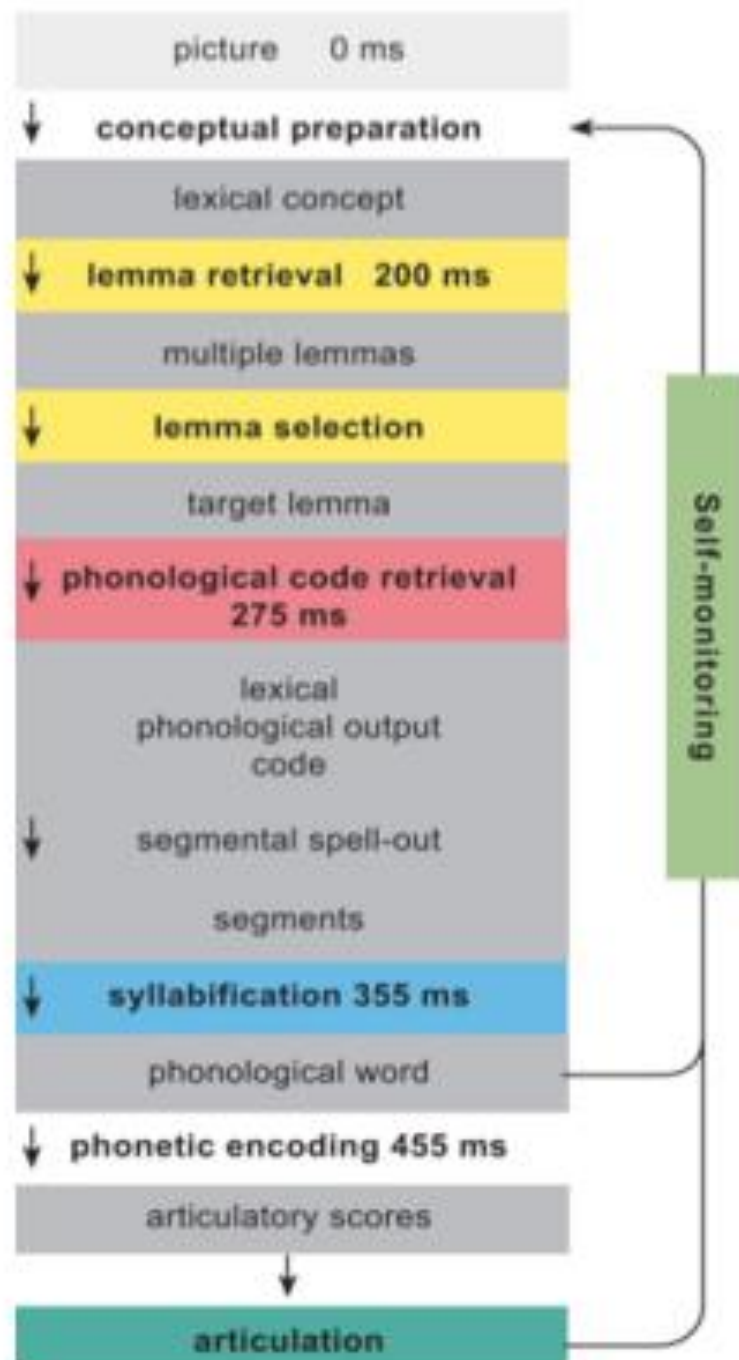 picture 0 ms
conceptual preparation
lexical concept
lemma retrieval 200 ms
multiple lemmas
lemma selection
target lemma
phonological code retrieval
275 ms
lexical
phonological output
code
segmental spell-out
segments
syllabification 355 ms
phonological word
phonetic encoding 455 ms
articulatory scores
articulation
Self-monitoring